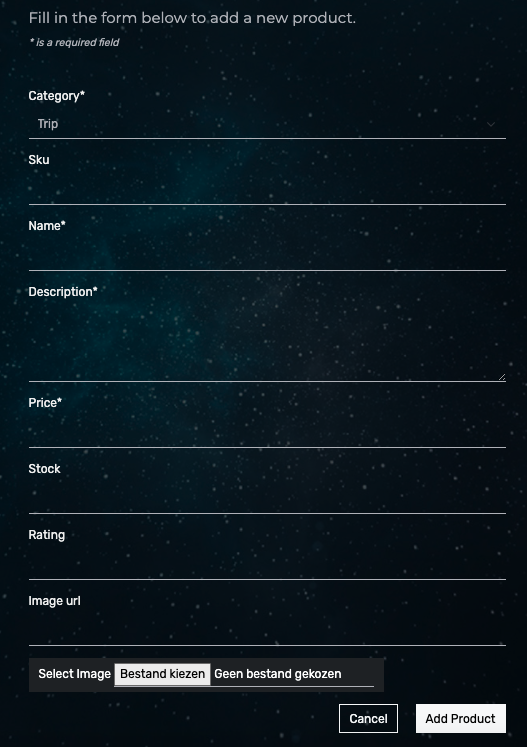 Fill in the form below to add a new product.
* is a required field
Category*
Trip
Sku
Name*
Description*
Price*
Stock
Rating
Image url
Select Image Bestand kiezen Geen bestand gekozen
Cancel Add Product